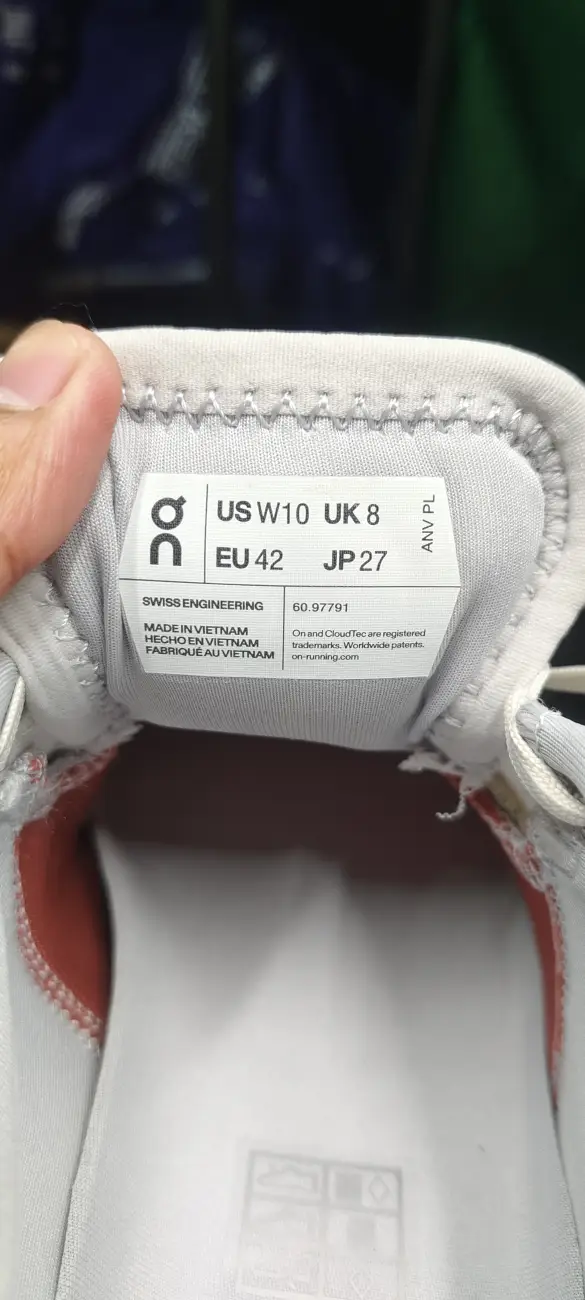 on
US W10 UK 8
EU 42 JP 27
ANV PL
SWISS ENGINEERING
60.97791
MADE IN VIETNAM
HECHO EN VIETNAM
FABRIQUÉ AU VIETNAM
On and CloudTec are registered
trademarks. Worldwide patents.
on-running.com